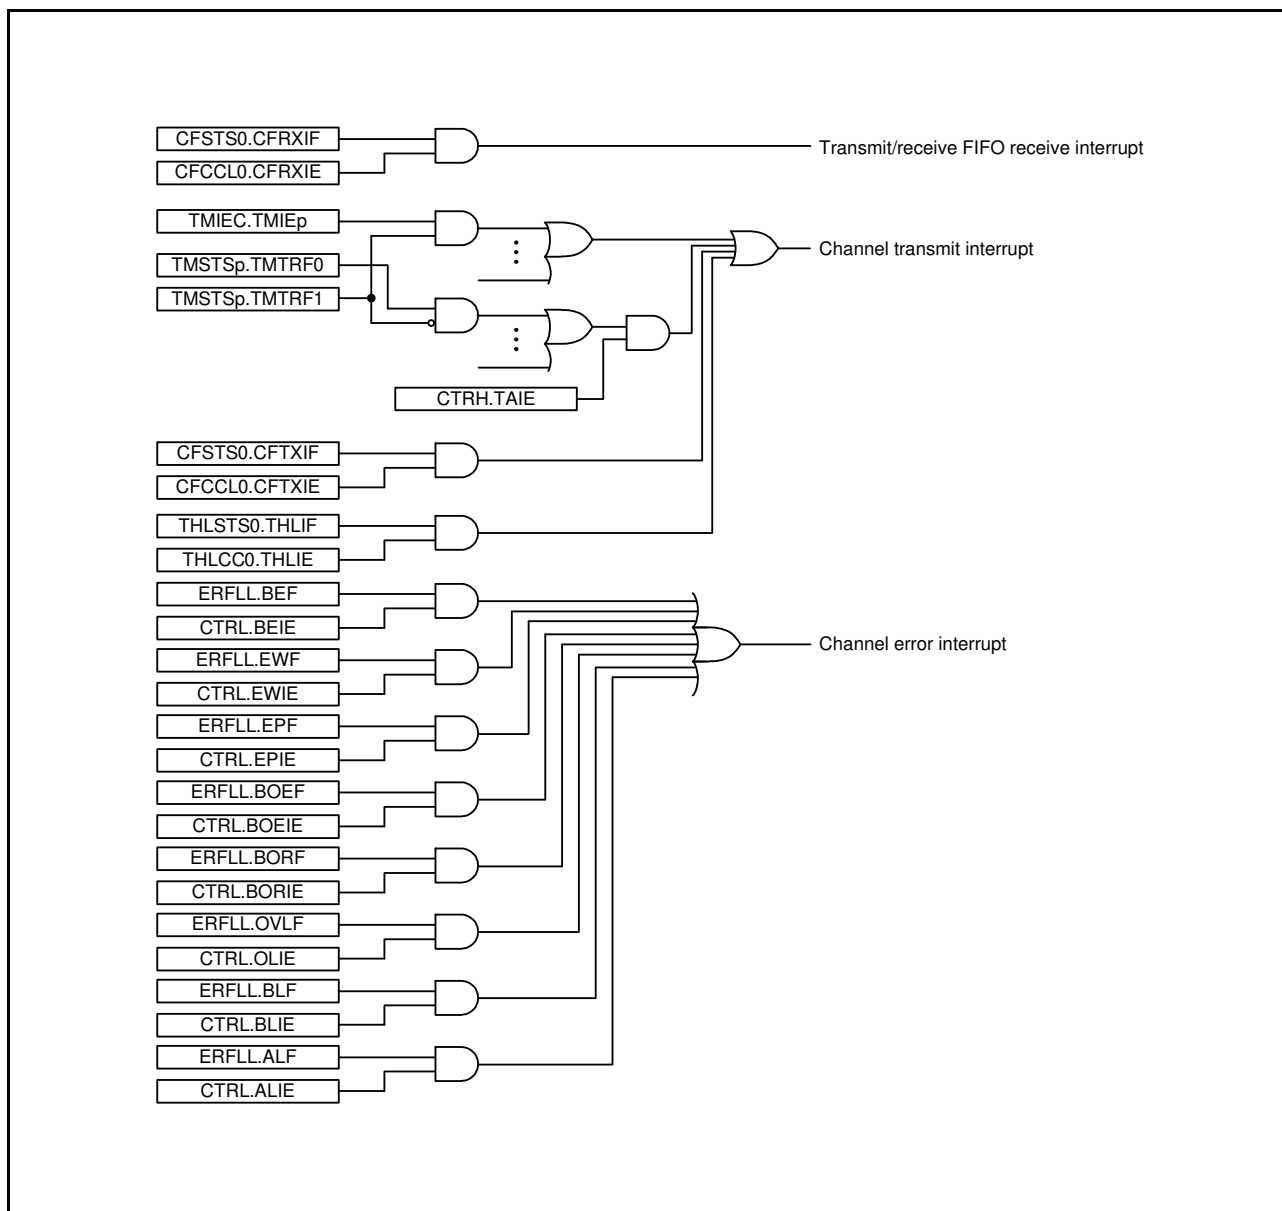 CFSTS0.CFRXIF
Transmit/receive FIFO receive interrupt
CFCCL0.CFRXIE
TMIEC.TMIEp
Channel transmit interrupt
TMSTSp.TMTRF0
TMSTSp.TMTRF1
CTRH.TAIE
CFSTS0.CFTXIF
CFCCL0.CFTXIE
THLSTS0.THLIF
THLCC0.THLIE
ERFLL.BEF
CTRL.BEIE
Channel error interrupt
ERFLL.EWF
CTRL.EWIE
ERFLL.EPF
CTRL.EPIE
ERFLL.BOEF
CTRL.BOEIE
ERFLL.BORF
CTRL.BORIE
ERFLL.OVLF
CTRL.OLIE
ERFLL.BLF
CTRL.BLIE
ERFLL.ALF
CTRL.ALIE